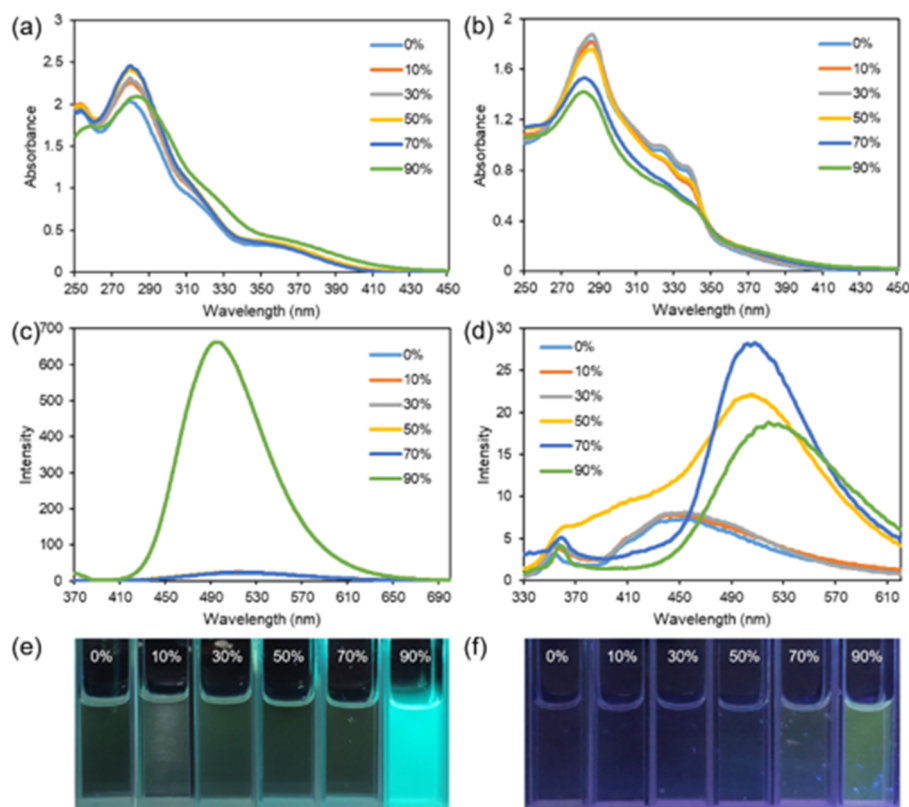 (a)
3
2.5
2
1.5
1
0.5
0
Absorbance
250 270 290 310 330 350 370 390 410 430 450
Wavelength (nm)
0%
10%
30%
50%
70%
90%
(b)
2
1.6
1.2
0.8
0.4
0
Absorbance
250 270 290 310 330 350 370 390 410 430 450
Wavelength (nm)
0%
10%
30%
50%
70%
90%
(c)
700
600
500
400
300
200
100
0
Intensity
370 410 450 490 530 570 610 650 690
Wavelength (nm)
0%
10%
30%
50%
70%
90%
(d)
30
25
20
15
10
5
0
Intensity
330 370 410 450 490 530 570 610
Wavelength (nm)
0%
10%
30%
50%
70%
90%
(e)
0% 10% 30% 50% 70% 90%
(f)
0% 10% 30% 50% 70% 90%